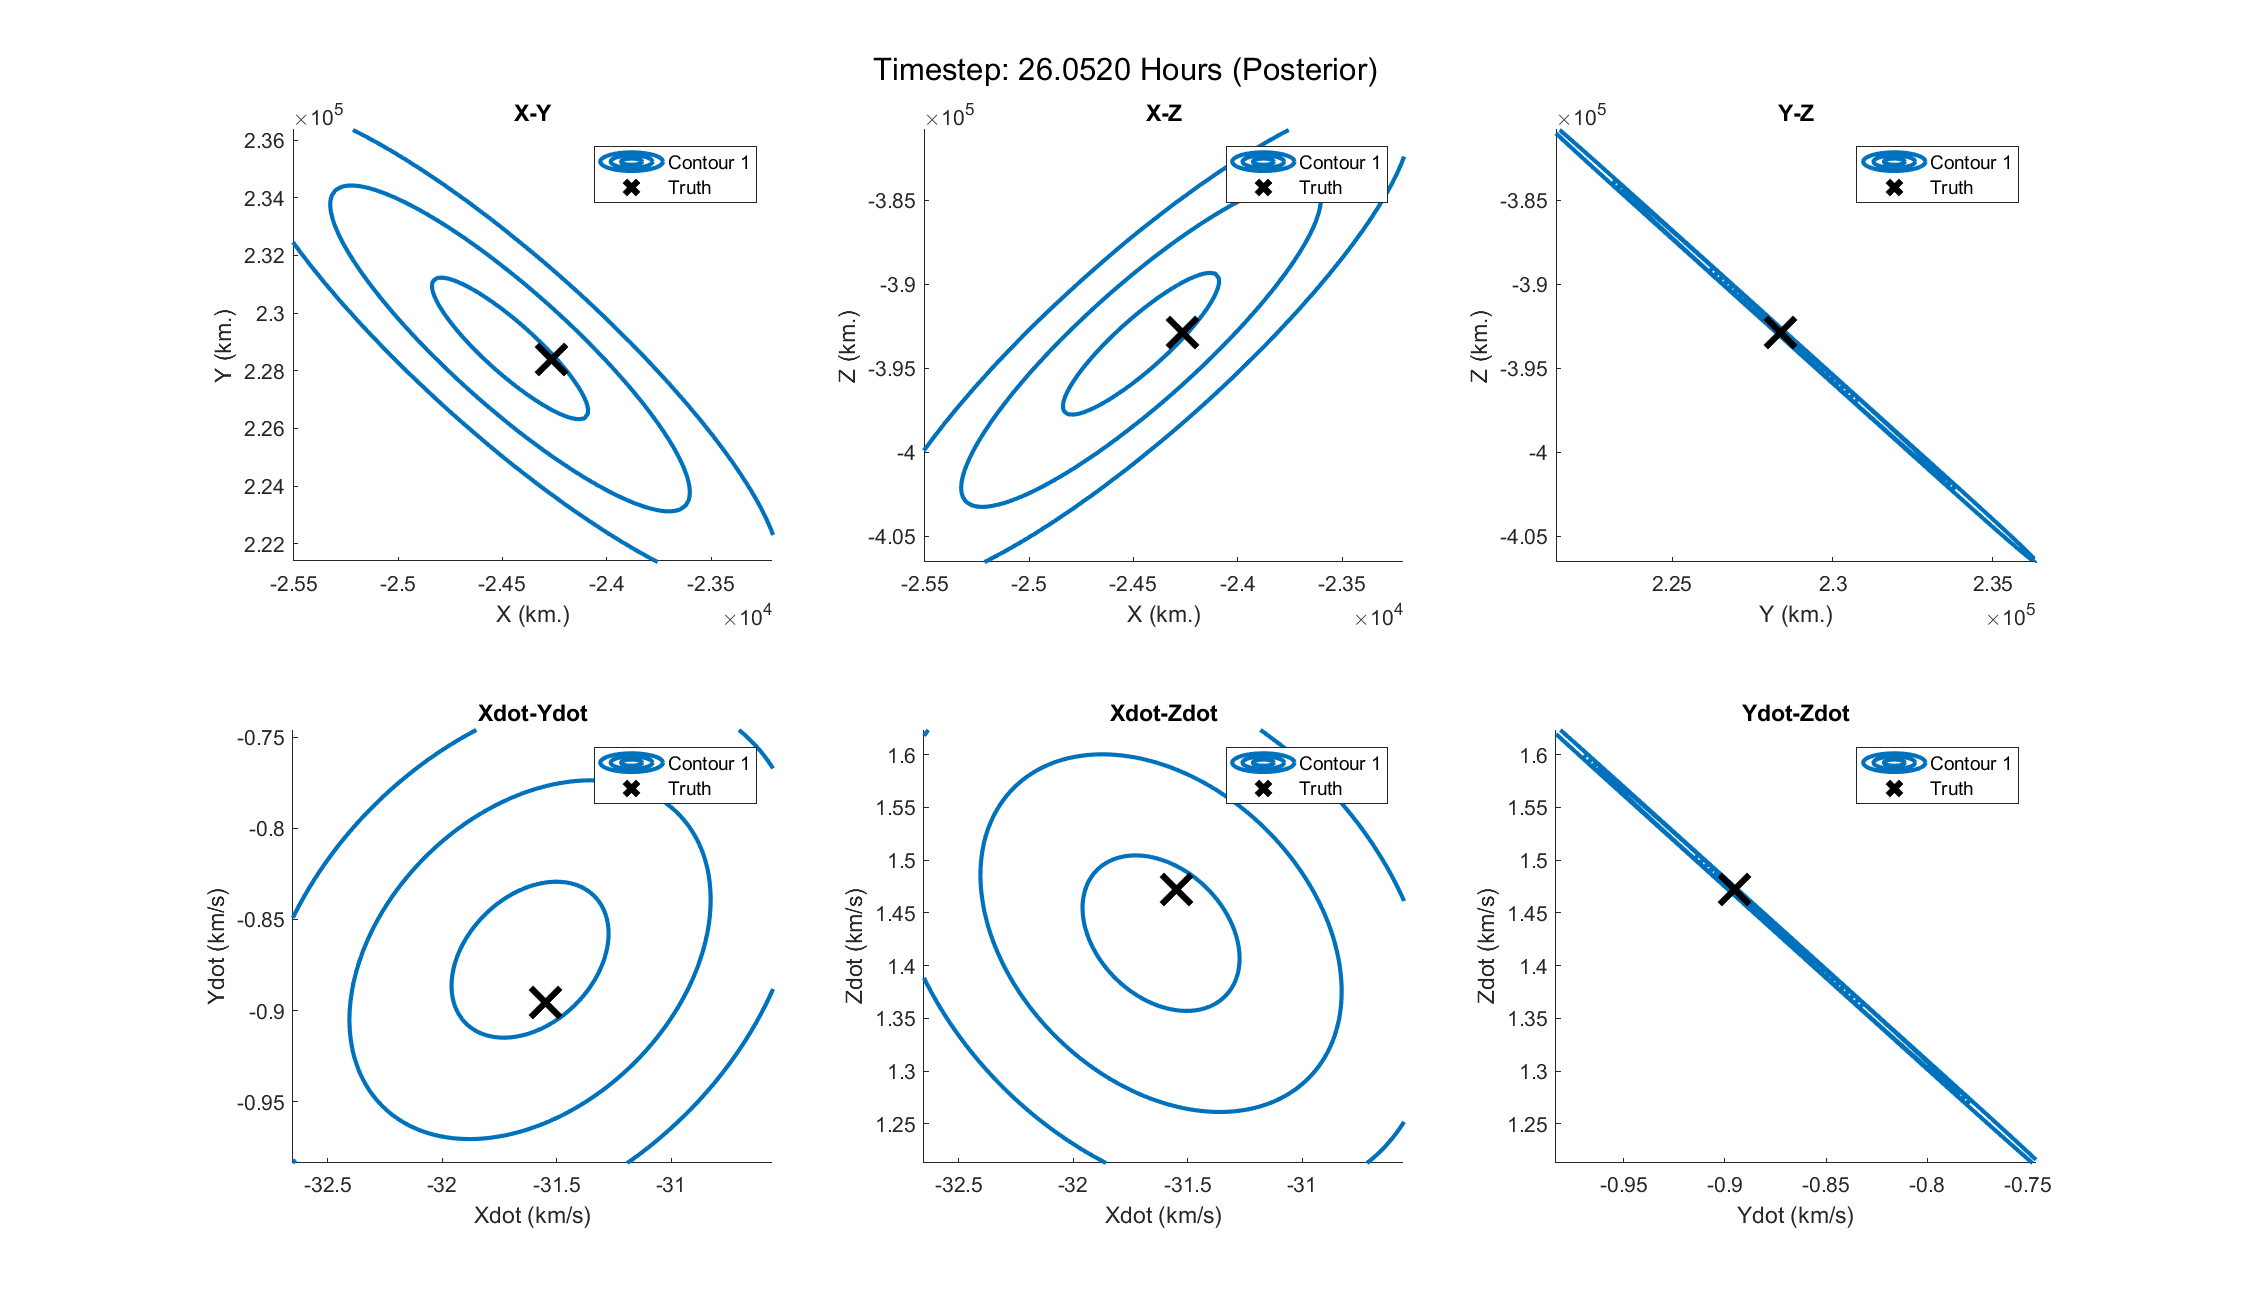 Timestep: 26.0520 Hours (Posterior)
X-Y
×10^5
2.36
2.34
2.32
2.3
2.28
2.26
2.24
2.22
Y (km.)
-2.55
-2.5
-2.45
-2.4
-2.35
X (km.)
×10^4
Contour 1
Truth
X-Z
×10^5
-3.85
-3.9
-3.95
-4
-4.05
Z (km.)
-2.55
-2.5
-2.45
-2.4
-2.35
X (km.)
×10^4
Contour 1
Truth
Y-Z
×10^5
-3.85
-3.9
-3.95
-4
-4.05
Z (km.)
2.25
2.3
2.35
Y (km.)
×10^5
Contour 1
Truth
Xdot-Ydot
-0.75
-0.8
-0.85
-0.9
-0.95
Ydot (km/s)
-32.5
-32
-31.5
-31
Xdot (km/s)
Contour 1
Truth
Xdot-Zdot
1.6
1.55
1.5
1.45
1.4
1.35
1.3
1.25
Zdot (km/s)
-32.5
-32
-31.5
-31
Xdot (km/s)
Contour 1
Truth
Ydot-Zdot
1.6
1.55
1.5
1.45
1.4
1.35
1.3
1.25
Zdot (km/s)
-0.95
-0.9
-0.85
-0.8
-0.75
Ydot (km/s)
Contour 1
Truth